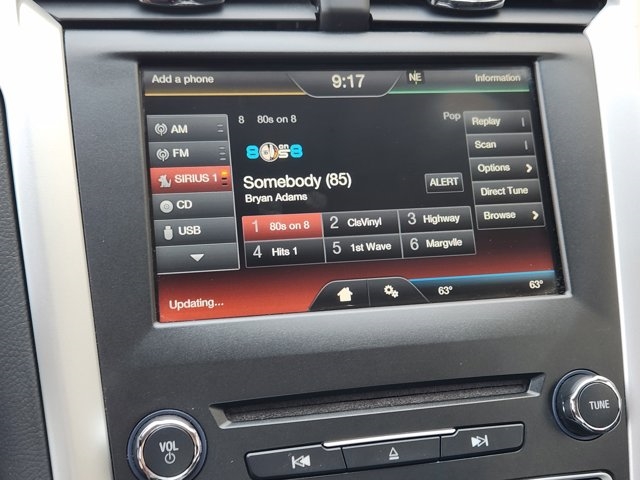 Add a phone 9:17 NE Information
8 80s on 8 Pop
AM
FM
SIRIUS 1
CD
USB
80s on 8
Somebody (85)
Bryan Adams
ALERT
Replay
Scan
Options
Direct Tune
Browse
1 80s on 8 2 ClsVinyl 3 Highway
4 Hits 1 5 1st Wave 6 Margvlle
Updating...
63° 63°
VOL
TUNE